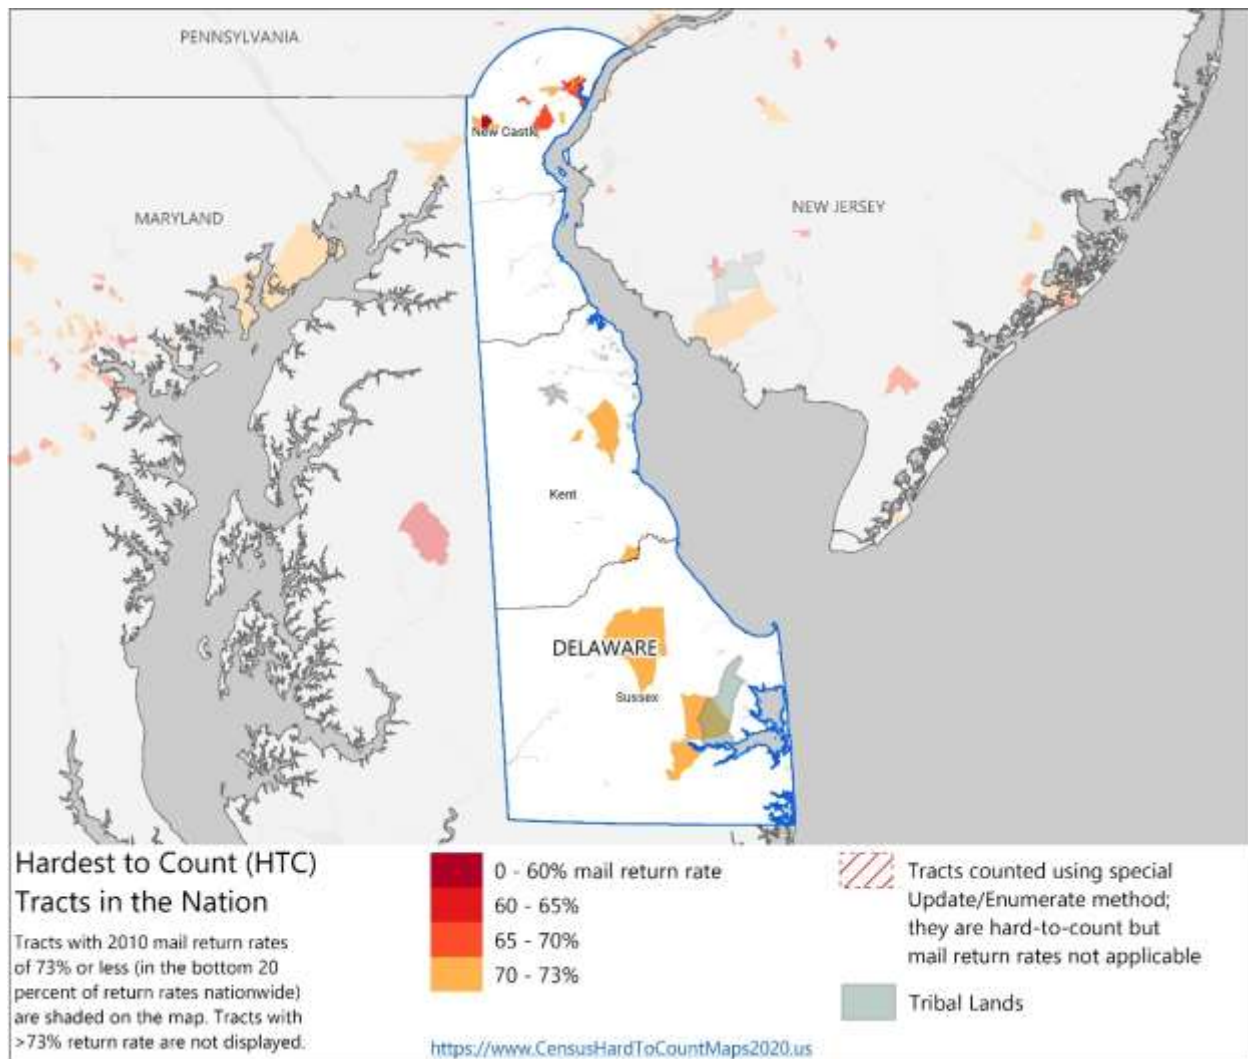 PENNSYLVANIA
New Castl
MARYLAND
NEW JERSEY
Kent
DELAWARE
Sussex
Hardest to Count (HTC)
Tracts in the Nation
Tracts with 2010 mail return rates
of 73% or less (in the bottom 20
percent of return rates nationwide)
are shaded on the map. Tracts with
>73% return rate are not displayed.
0 - 60% mail return rate
60 - 65%
65 - 70%
70 - 73%
https://www.CensusHardToCountMaps2020.us
Tracts counted using special
Update/Enumerate method;
they are hard-to-count but
mail return rates not applicable
Tribal Lands